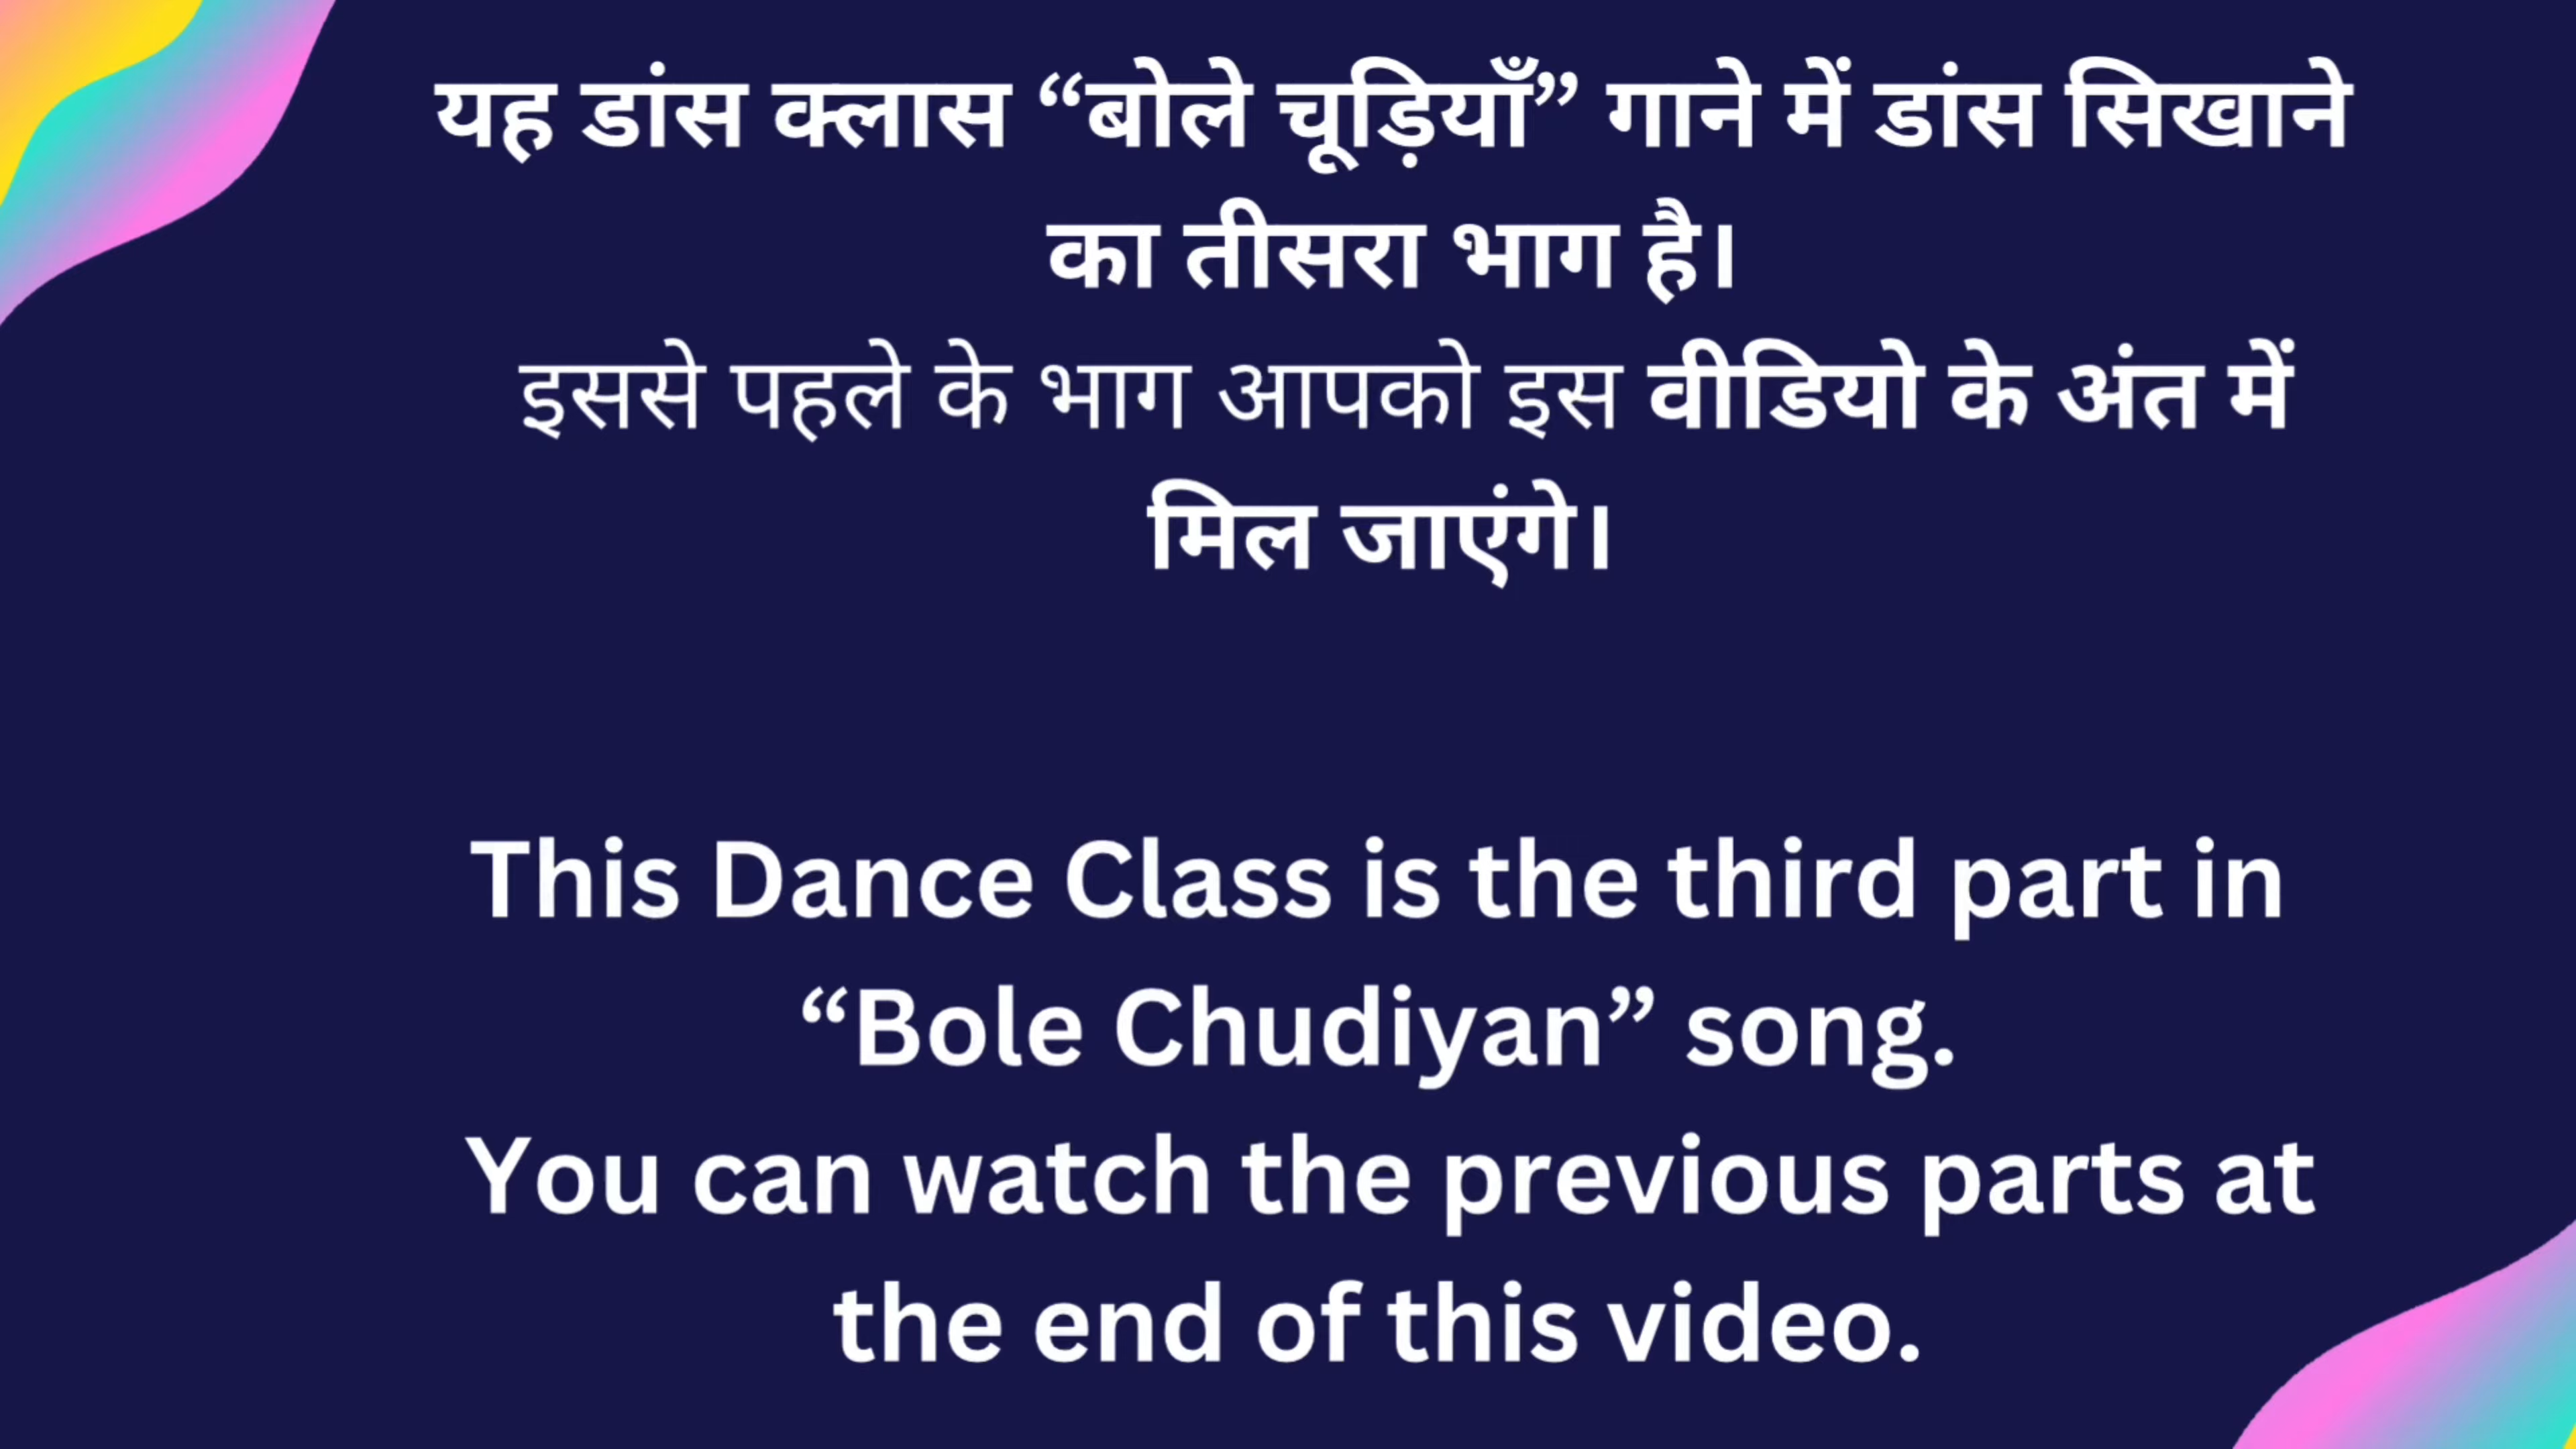 यह डांस क्लास “बोले चूड़ियाँ” गाने में डांस सिखाने
का तीसरा भाग है।
इससे पहले के भाग आपको इस वीडियो के अंत में
मिल जाएंगे।
This Dance Class is the third part in
“Bole Chudiyan” song.
You can watch the previous parts at
the end of this video.